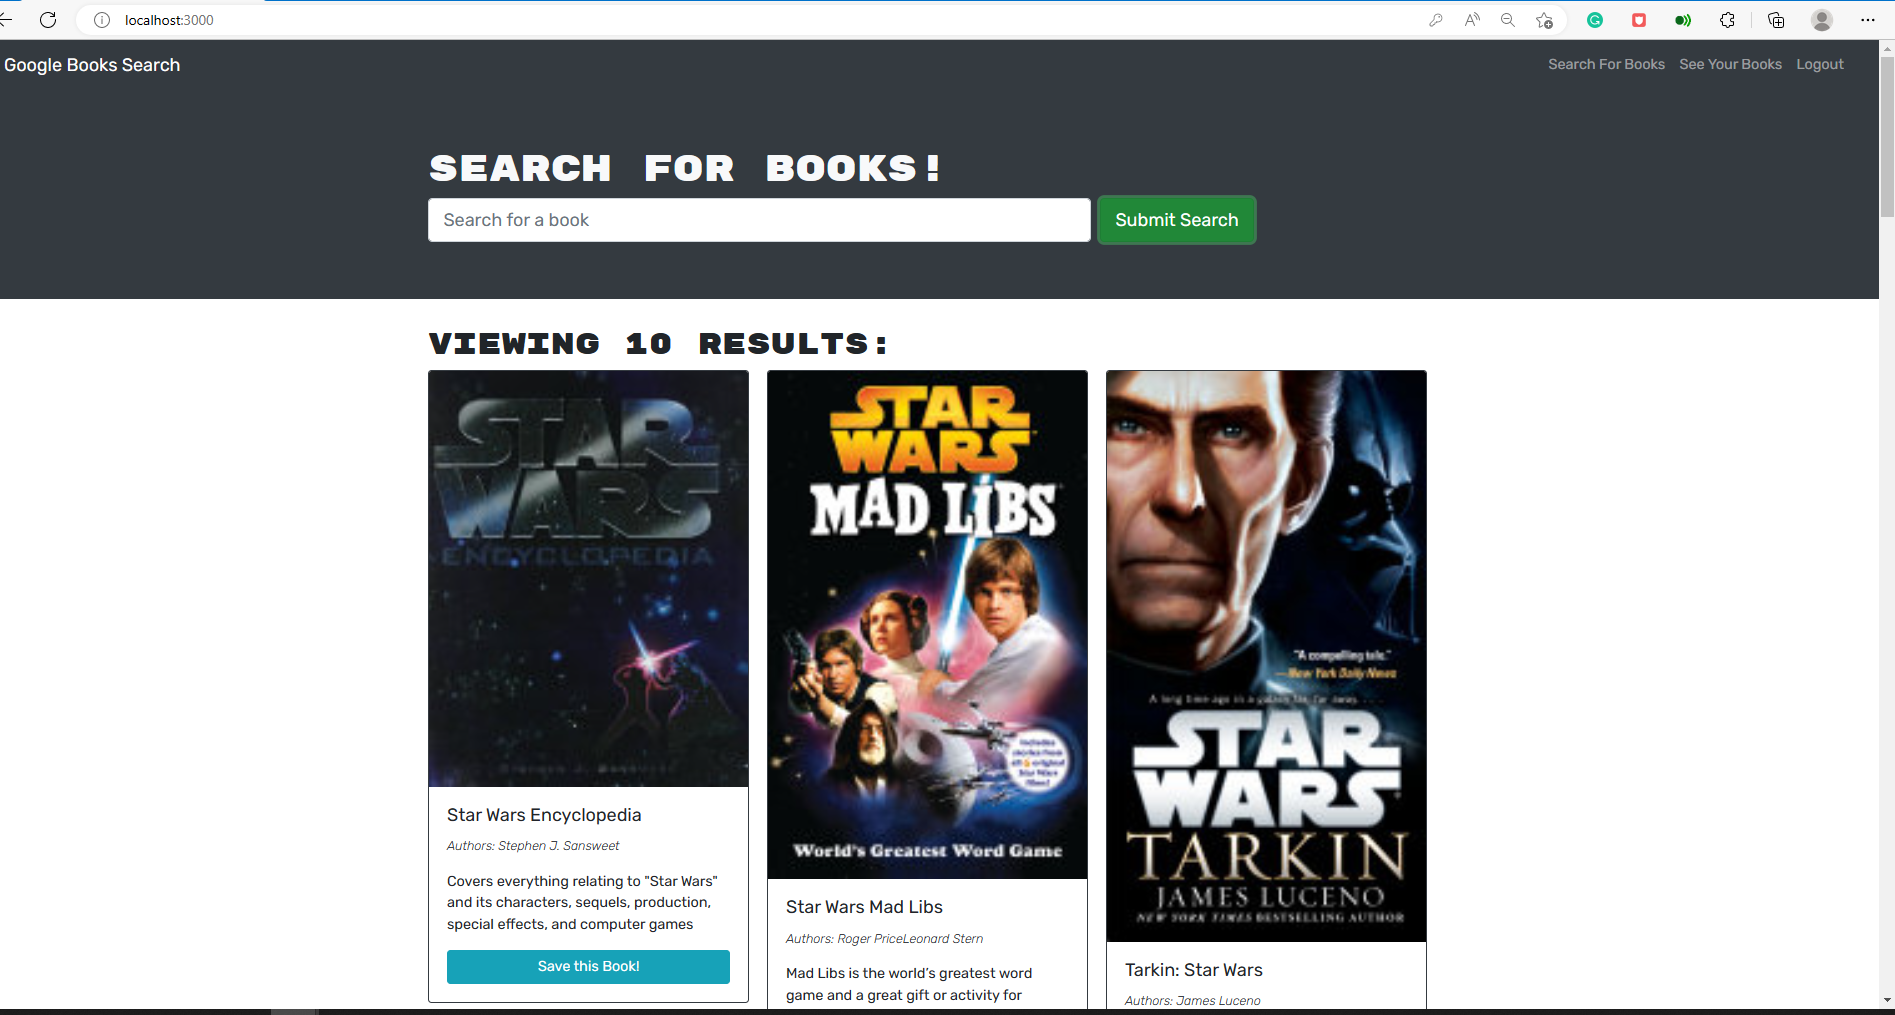 localhost:3000
Google Books Search
Search For Books
See Your Books
Logout
SEARCH FOR BOOKS!
Search for a book
Submit Search
VIEWING 10 RESULTS:
STAR
WARS
ENCYCLOPEDIA
Star Wars Encyclopedia
Authors: Stephen J. Sansweet
Covers everything relating to "Star Wars"
and its characters, sequels, production,
special effects, and computer games
Save this Book!
STAR
WARS
MAD LIBS
World's Greatest Word Game
Star Wars Mad Libs
Authors: Roger PriceLeonard Stern
Mad Libs is the world’s greatest word
game and a great gift or activity for
"A compelling tale."
—New York Daily News
A long time ago in a galaxy far, far away. . . .
STAR
WARS
TARKIN
JAMES LUCENO
NEW YORK TIMES BESTSELLING AUTHOR
Tarkin: Star Wars
Authors: James Luceno